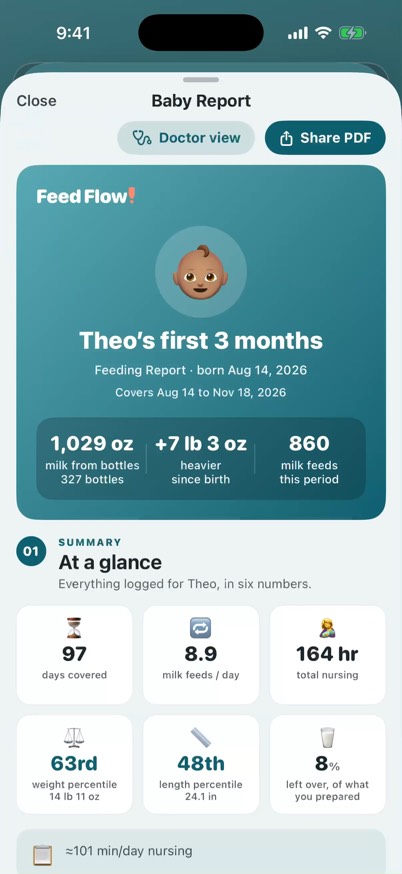 9:41
Close
Baby Report
Doctor view
Share PDF
Feed Flow!
Theo's first 3 months
Feeding Report · born Aug 14, 2026
Covers Aug 14 to Nov 18, 2026
1,029 oz
milk from bottles
327 bottles
+7 lb 3 oz
heavier
since birth
860
milk feeds
this period
01
SUMMARY
At a glance
Everything logged for Theo, in six numbers.
97
days covered
8.9
milk feeds / day
164 hr
total nursing
63rd
weight percentile
14 lb 11 oz
48th
length percentile
24.1 in
8%
left over, of what
you prepared
≈101 min/day nursing